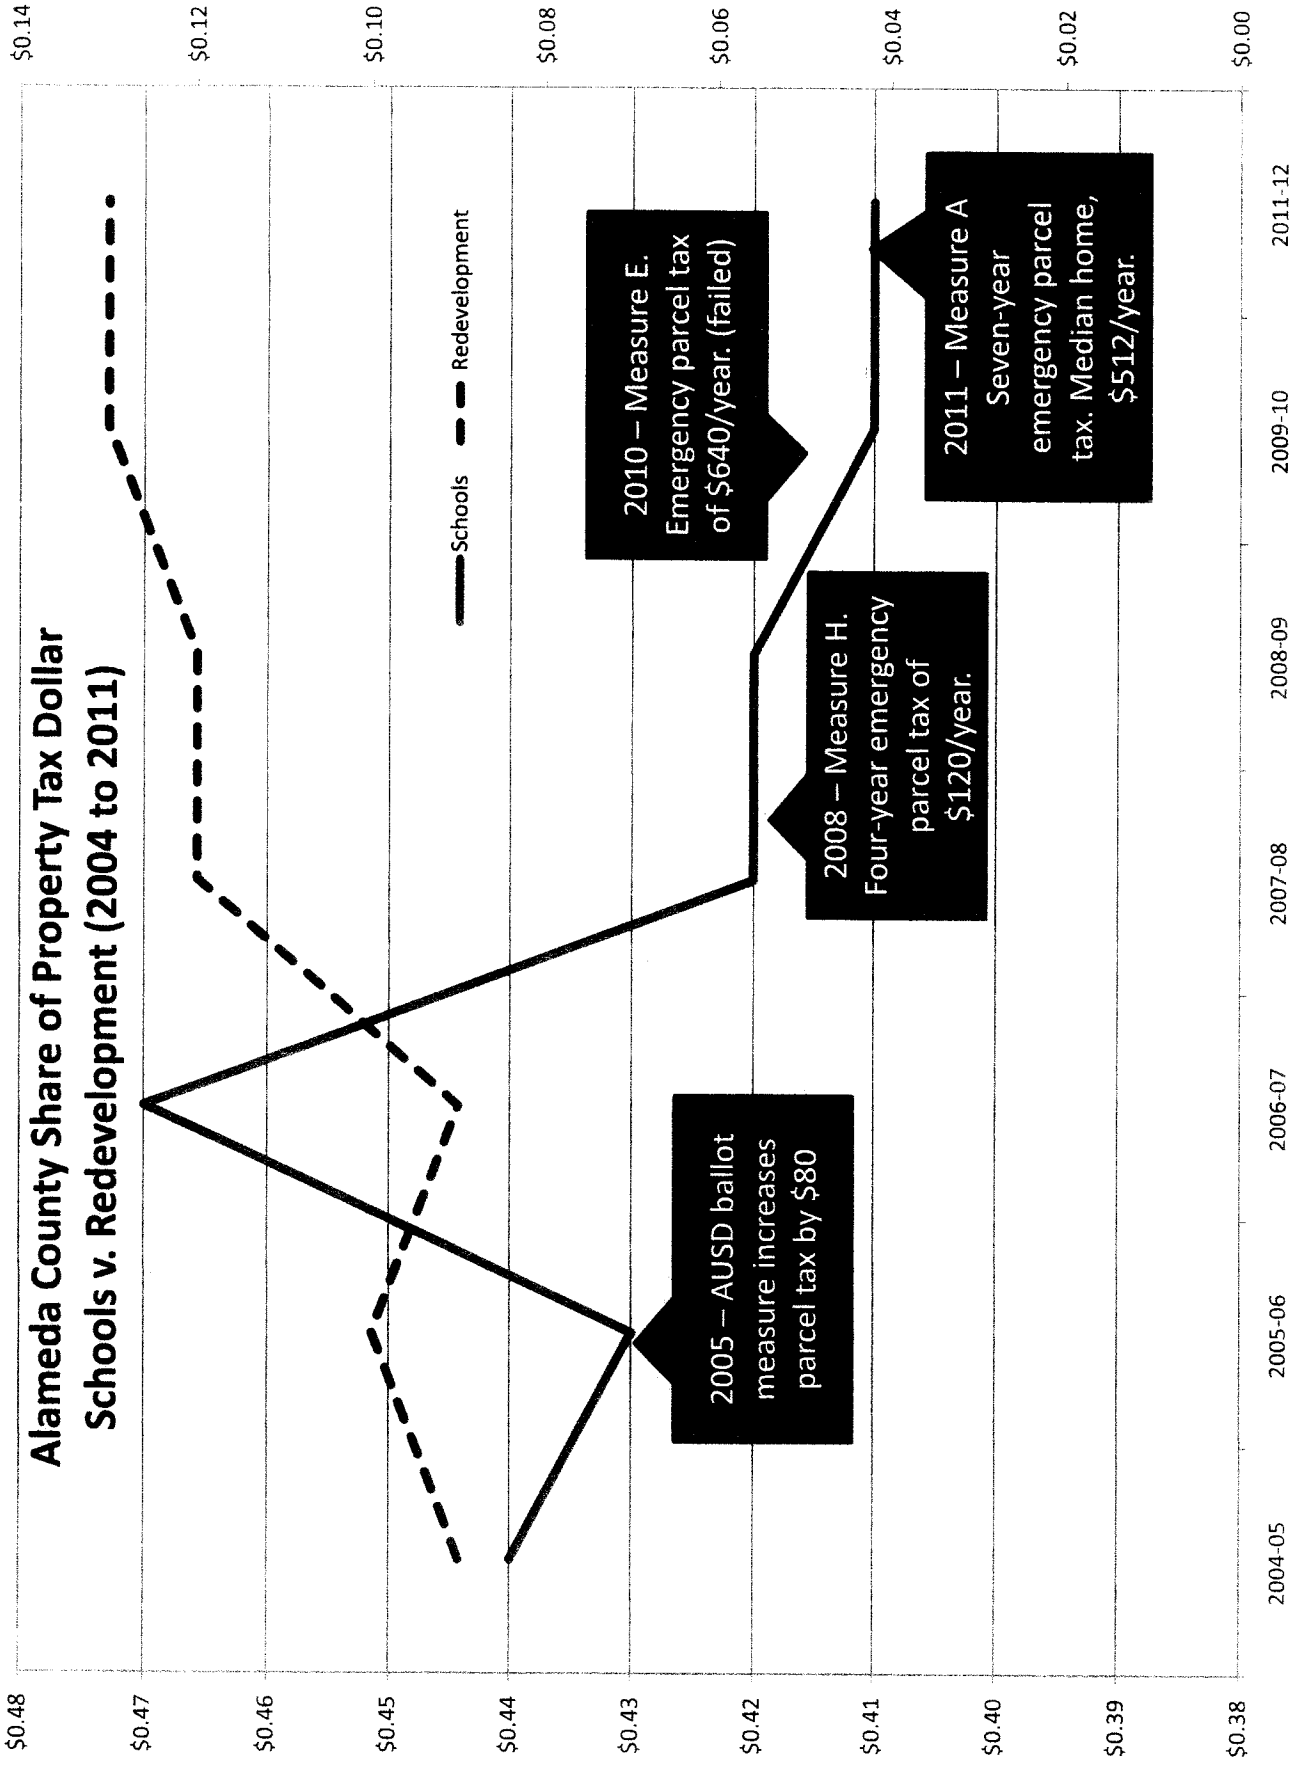 Alameda County Share of Property Tax Dollar
Schools v. Redevelopment (2004 to 2011)
$0.48
$0.47
$0.46
$0.45
$0.44
$0.43
$0.42
$0.41
$0.40
$0.39
$0.38
$0.14
$0.12
$0.10
$0.08
$0.06
$0.04
$0.02
$0.00
Schools
Redevelopment
2005 – AUSD ballot
measure increases
parcel tax by $80
2008 – Measure H.
Four-year emergency
parcel tax of
$120/year.
2010 – Measure E.
Emergency parcel tax
of $640/year. (failed)
2011 – Measure A
Seven-year
emergency parcel
tax. Median home,
$512/year.
2004-05
2005-06
2006-07
2007-08
2008-09
2009-10
2011-12